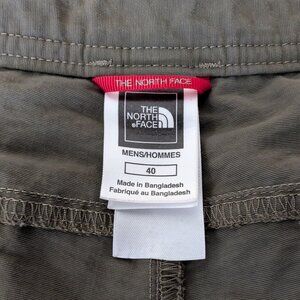 THE NORTH FACE
THE
NORTH
FACE
MENS/HOMMES
40
Made in Bangladesh
Fabriqué au Bangladesh